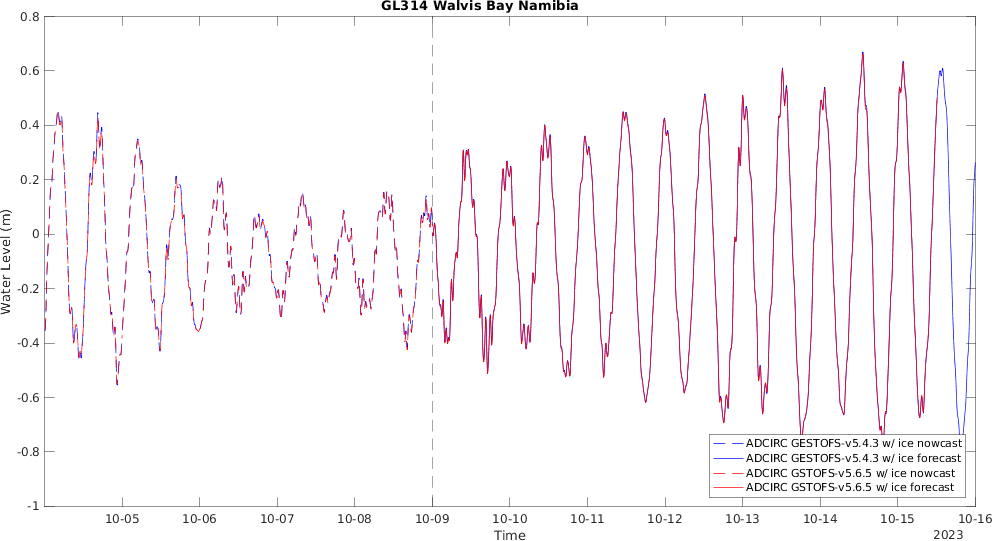 GL314 Walvis Bay Namibia
0.8
0.6
0.4
0.2
0
-0.2
-0.4
-0.6
-0.8
-1
Water Level (m)
ADCIRC GESTOFS-v5.4.3 w/ ice nowcast
ADCIRC GESTOFS-v5.4.3 w/ ice forecast
ADCIRC GSTOFS-v5.6.5 w/ ice nowcast
ADCIRC GSTOFS-v5.6.5 w/ ice forecast
10-05 10-06 10-07 10-08 10-09 10-10 10-11 10-12 10-13 10-14 10-15 10-16
Time
2023